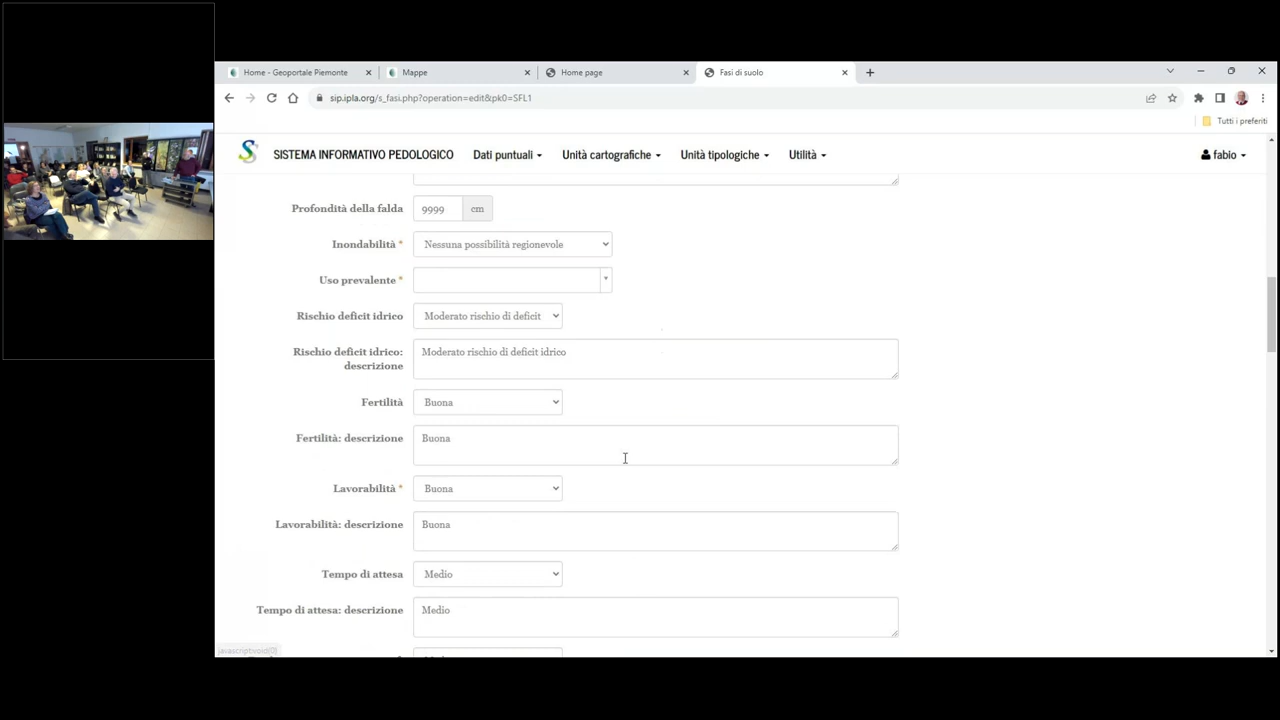 Home - Geoportale Piemonte
Mappe
Home page
Fasi di suolo
sip.ipla.org/s_fasi.php?operation=edit&pk0=SFL1
Tutti i preferiti
SISTEMA INFORMATIVO PEDOLOGICO
Dati puntuali
Unità cartografiche
Unità tipologiche
Utilità
fabio
Profondità della falda
9999
cm
Inondabilità *
Nessuna possibilità regionevole
Uso prevalente *
Rischio deficit idrico
Moderato rischio di deficit
Rischio deficit idrico:
descrizione
Moderato rischio di deficit idrico
Fertilità
Buona
Fertilità: descrizione
Buona
Lavorabilità *
Buona
Lavorabilità: descrizione
Buona
Tempo di attesa
Medio
Tempo di attesa: descrizione
Medio
javascript:void(0)